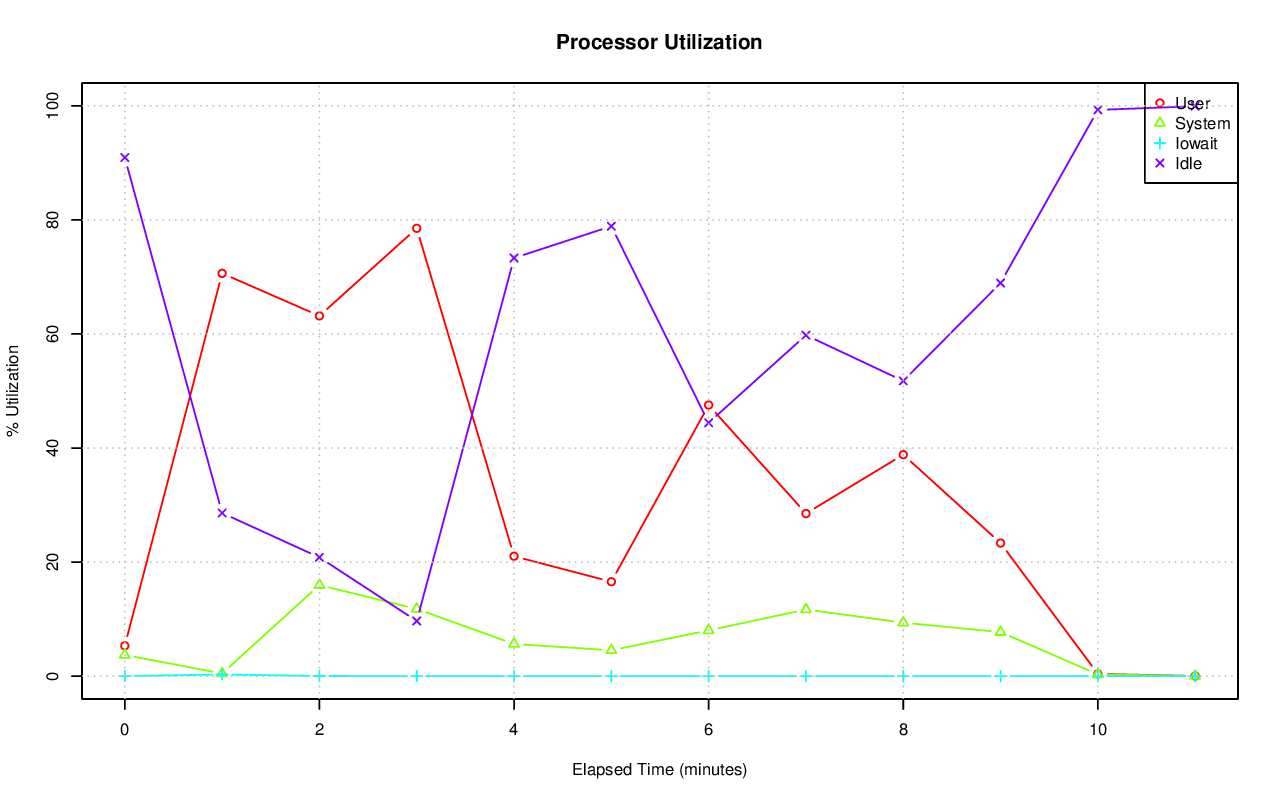 Processor Utilization
% Utilization
100
80
60
40
20
0
User
System
Iowait
Idle
0 2 4 6 8 10
Elapsed Time (minutes)